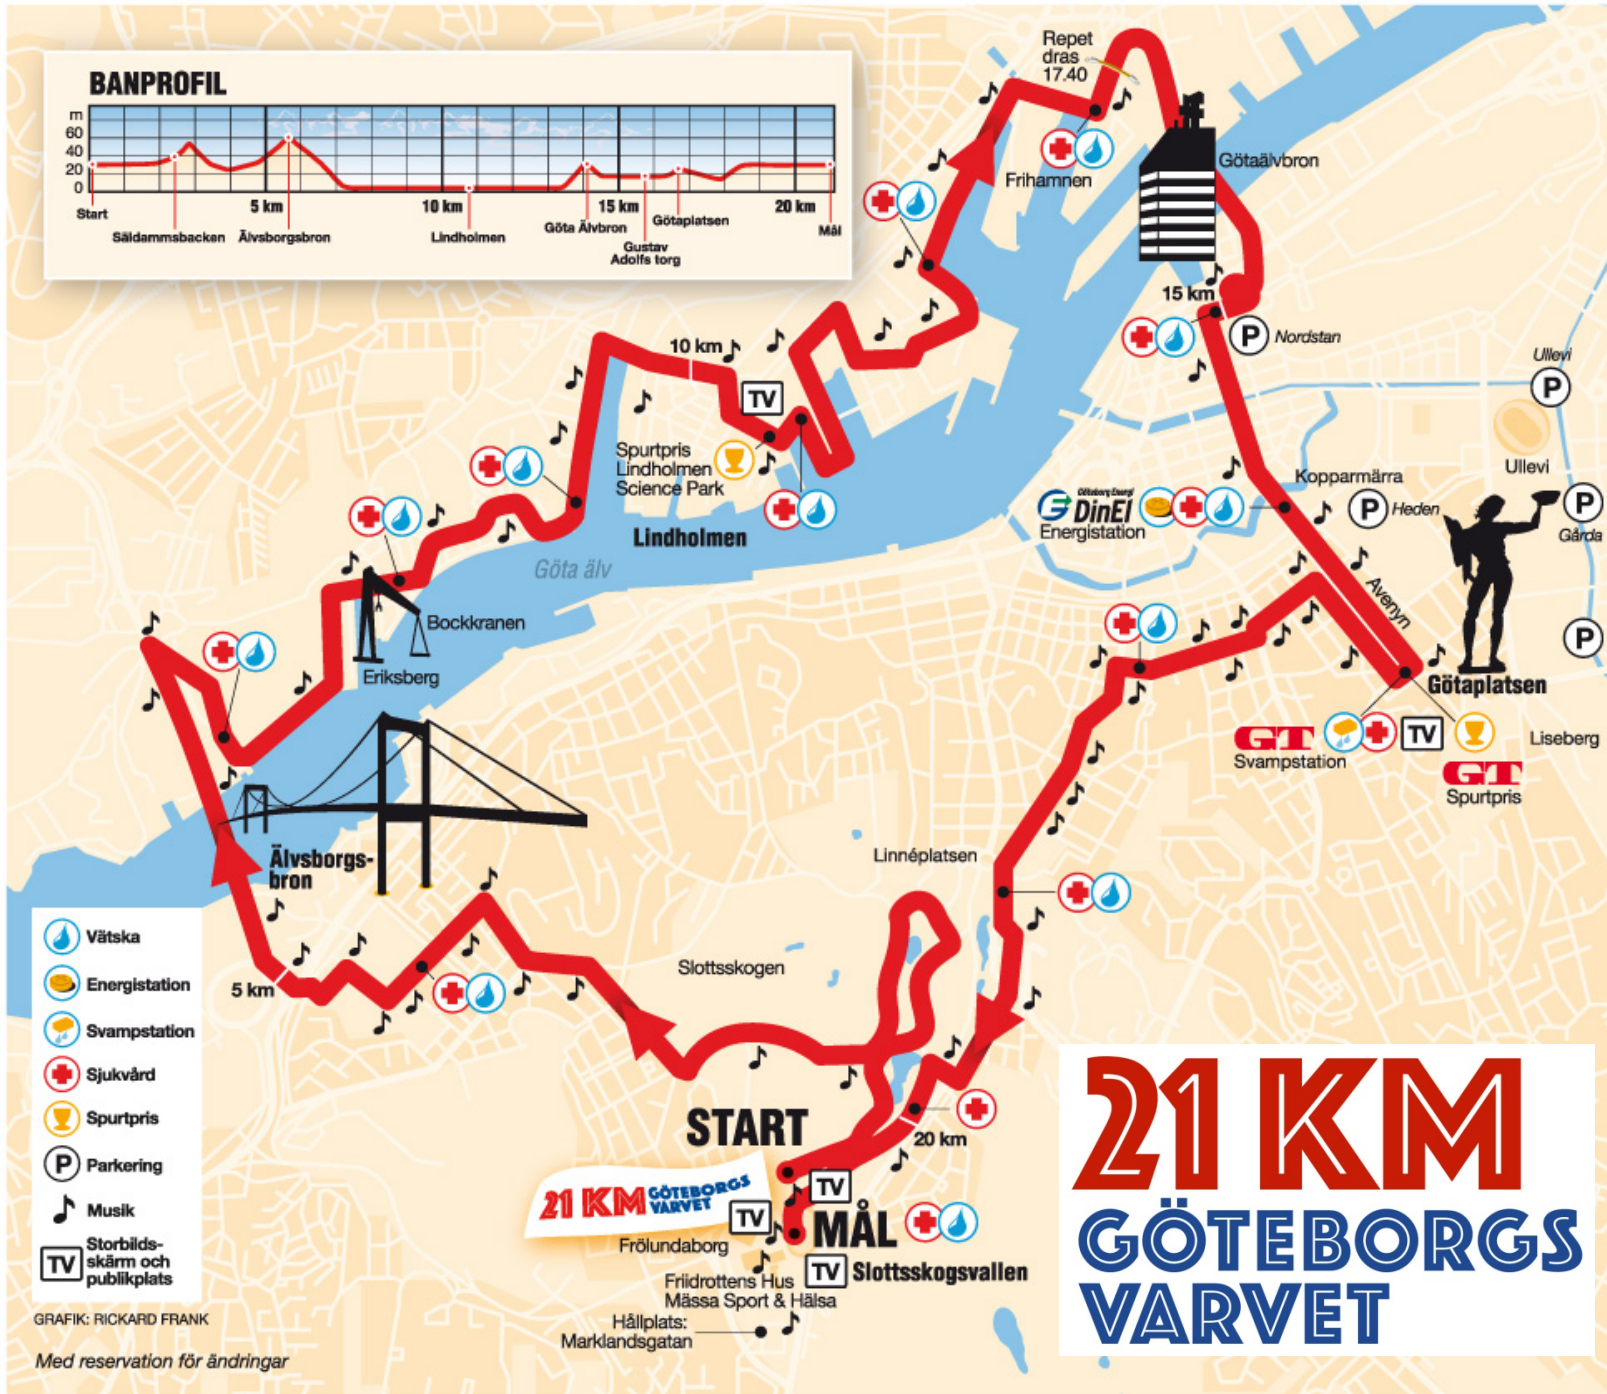 BANPROFIL
m
60
40
20
0
Start
5 km
10 km
15 km
20 km
Säldammsbacken
Älvsborgsbron
Lindholmen
Göta Älvbron
Gustav
Adolfs torg
Götaplatsen
Mål
Repet
dras
17.40
Frihamnen
Götaälvbron
15 km
P
Nordstan
Ullevi
P
Ullevi
10 km
TV
Spurtpris
Lindholmen
Science Park
Lindholmen
Göta älv
Kopparmärra
P
Heden
P
Gårda
P
Göteborg Energi
DinEl
Energistation
Avenyn
Götaplatsen
Bockkranen
Eriksberg
GT
Svampstation
TV
GT
Spurtpris
Liseberg
Älvsborgs-
bron
Linnéplatsen
Slottsskogen
5 km
Vätska
Energistation
Svampstation
Sjukvård
Spurtpris
P
Parkering
Musik
TV
Storbilds-
skärm och
publikplats
GRAFIK: RICKARD FRANK
Med reservation för ändringar
START
20 km
21 KM GÖTEBORGS
VARVET
TV
TV
MÅL
Frölundaborg
TV
Slottsskogsvallen
Friidrottens Hus
Mässa Sport & Hälsa
Hållplats:
Marklandsgatan
21 KM
GÖTEBORGS
VARVET